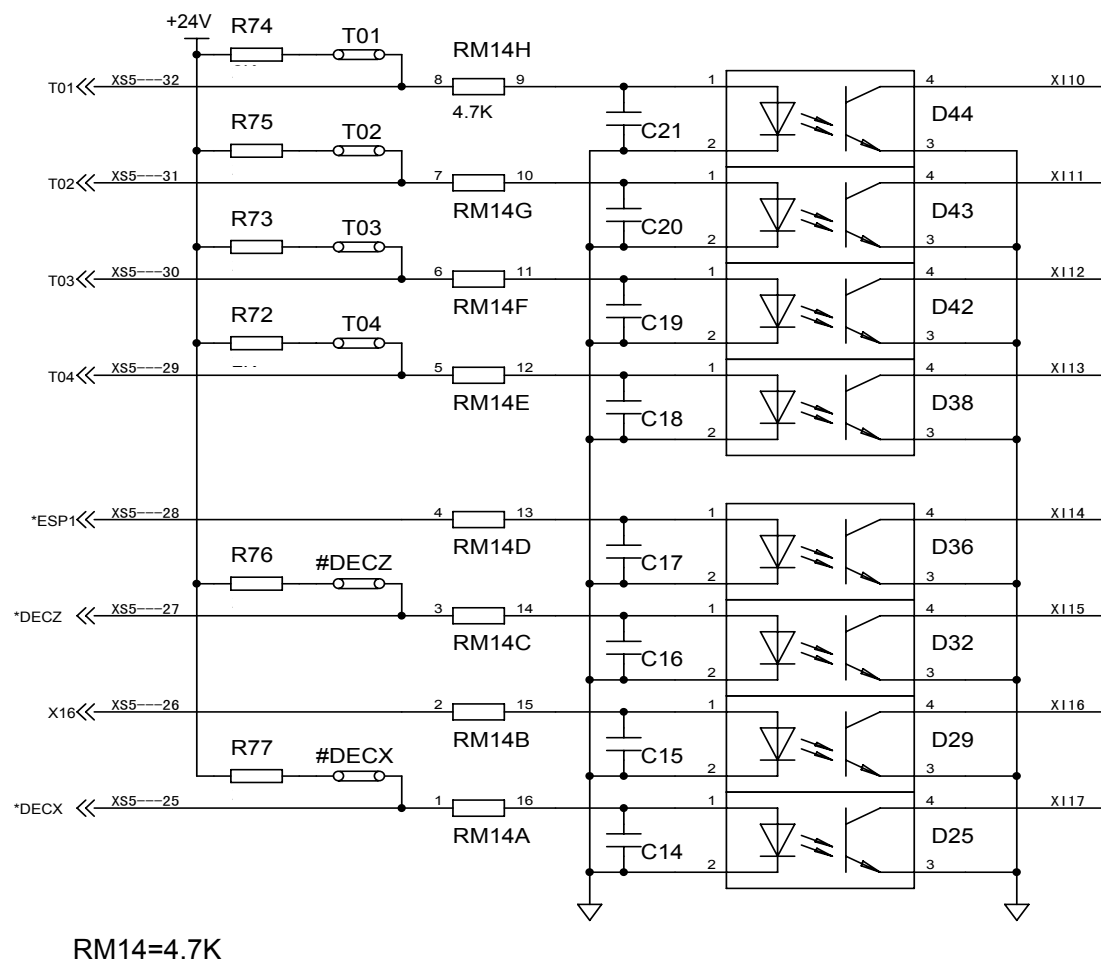 +24V R74 T01 RM14H
T01 XS5---32 8 9 1 4 XI10
4.7K C21 D44
R75 T02 2 3
T02 XS5---31 7 10 1 4 XI11
RM14G C20 D43
R73 T03 2 3
T03 XS5---30 6 11 1 4 XI12
RM14F C19 D42
R72 T04 2 3
T04 XS5---29 5 12 1 4 XI13
RM14E C18 D38
2 3
*ESP1 XS5---28 4 13 1 4 XI14
RM14D C17 D36
R76 #DECZ 2 3
*DECZ XS5---27 3 14 1 4 XI15
RM14C C16 D32
2 3
X16 XS5---26 2 15 1 4 XI16
RM14B C15 D29
R77 #DECX 2 3
*DECX XS5---25 1 16 1 4 XI17
RM14A C14 D25
2 3
RM14=4.7K